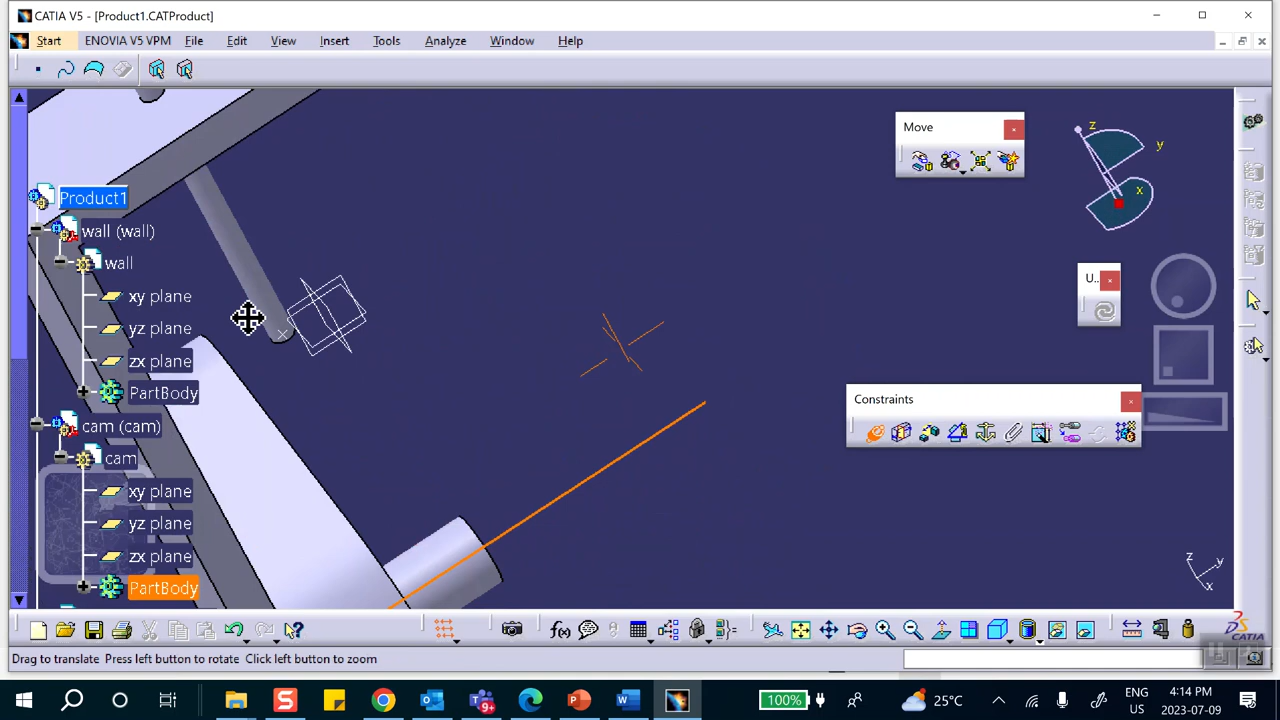 CATIA V5 - [Product1.CATProduct]
Start ENOVIA V5 VPM File Edit View Insert Tools Analyze Window Help
Move
z
y
x
Product1
wall (wall)
wall
xy plane
yz plane
zx plane
PartBody
cam (cam)
cam
xy plane
yz plane
zx plane
PartBody
U..
Constraints
z
y
x
f(x)
CATIA
Drag to translate Press left button to rotate Click left button to zoom
9+
100%
25°C
ENG
US
4:14 PM
2023-07-09